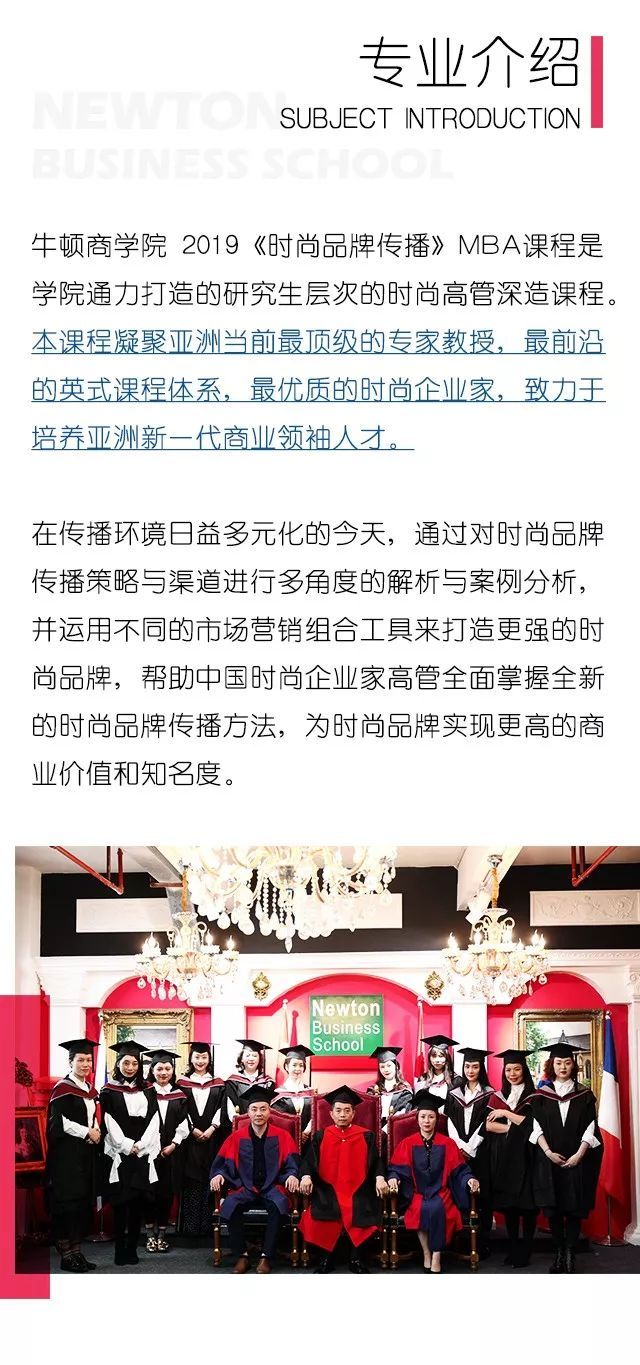 专业介绍
NEWTON
SUBJECT INTRODUCTION
BUSINESS SCHOOL
牛顿商学院 2019《时尚品牌传播》MBA课程是
学院通力打造的研究生层次的时尚高管深造课程。
本课程凝聚亚洲当前最顶级的专家教授，最前沿
的英式课程体系，最优质的时尚企业家，致力于
培养亚洲新一代商业领袖人才。
在传播环境日益多元化的今天，通过对时尚品牌
传播策略与渠道进行多角度的解析与案例分析，
并运用不同的市场营销组合工具来打造更强的时
尚品牌，帮助中国时尚企业家高管全面掌握全新
的时尚品牌传播方法，为时尚品牌实现更高的商
业价值和知名度。
Newton
Business
School